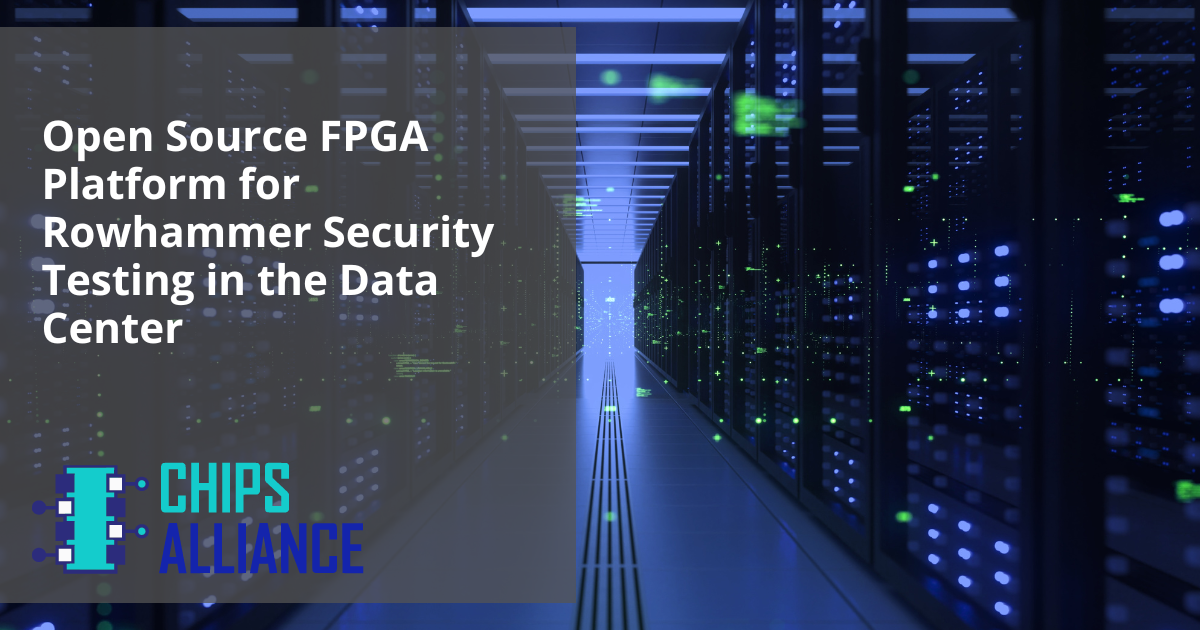 Open Source FPGA
Platform for
Rowhammer Security
Testing in the Data
Center
CHIPS
ALLIANCE